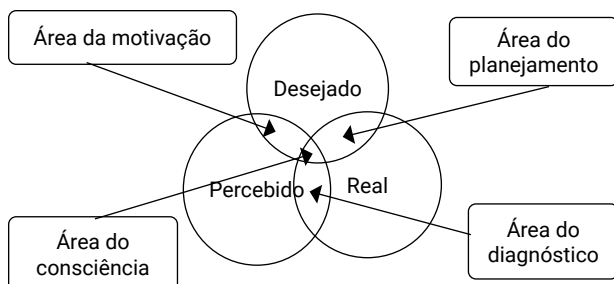 Área da motivação
Área do
planejamento
Desejado
Percebido
Real
Área do
consciência
Área do
diagnóstico